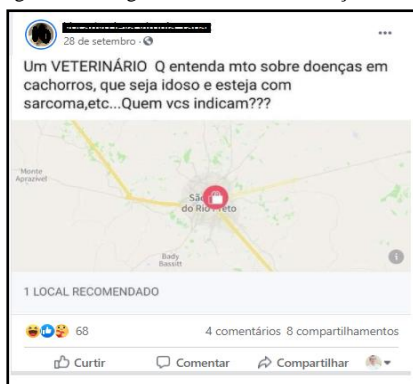 28 de setembro ·
Um VETERINÁRIO Q entenda mto sobre doenças em
cachorros, que seja idoso e esteja com
sarcoma,etc...Quem vcs indicam???
Monte
Aprazível
São
do Rio Preto
Bady
Bassitt
1 LOCAL RECOMENDADO
68
4 comentários 8 compartilhamentos
Curtir
Comentar
Compartilhar